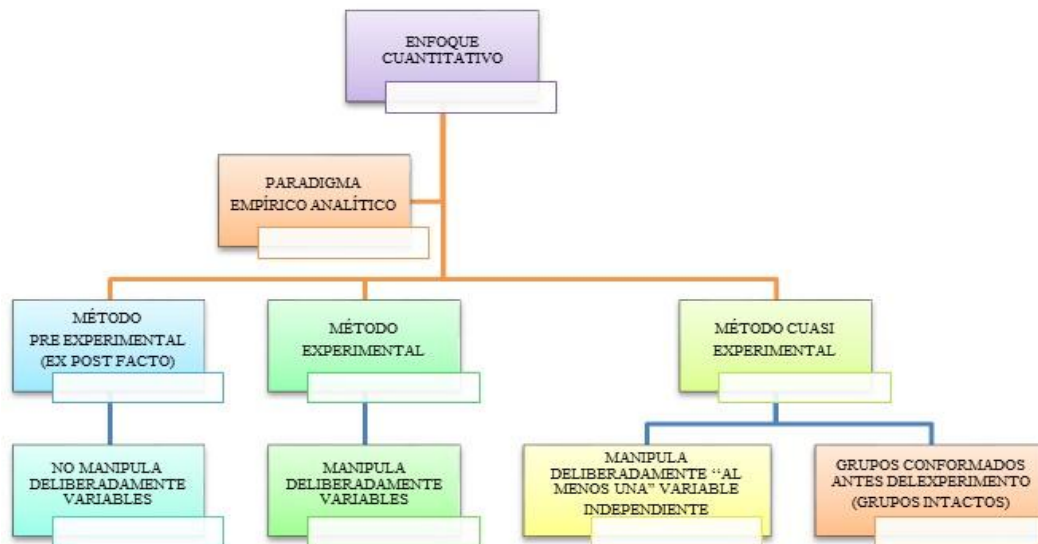 ENFOQUE
CUANTITATIVO
PARADIGMA
EMPÍRICO ANALÍTICO
MÉTODO
PRE EXPERIMENTAL
(EX POST FACTO)
MÉTODO
EXPERIMENTAL
MÉTODO CUASI
EXPERIMENTAL
NO MANIPULA
DELIBERADAMENTE
VARIABLES
MANIPULA
DELIBERADAMENTE
VARIABLES
MANIPULA
DELIBERADAMENTE “AL
MENOS UNA” VARIABLE
INDEPENDIENTE
GRUPOS CONFORMADOS
ANTES DELEXPERIMENTO
(GRUPOS INTACTOS)